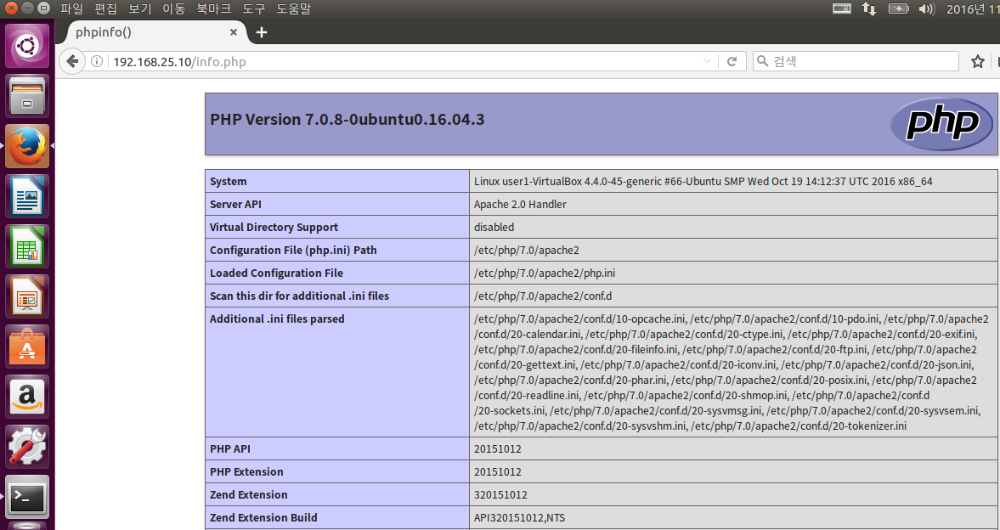 파일 편집 보기 이동 북마크 도구 도움말
2016년 11
phpinfo()
192.168.25.10/info.php
검색
PHP Version 7.0.8-0ubuntu0.16.04.3
php
System Linux user1-VirtualBox 4.4.0-45-generic #66-Ubuntu SMP Wed Oct 19 14:12:37 UTC 2016 x86_64
Server API Apache 2.0 Handler
Virtual Directory Support disabled
Configuration File (php.ini) Path /etc/php/7.0/apache2
Loaded Configuration File /etc/php/7.0/apache2/php.ini
Scan this dir for additional .ini files /etc/php/7.0/apache2/conf.d
Additional .ini files parsed /etc/php/7.0/apache2/conf.d/10-opcache.ini, /etc/php/7.0/apache2/conf.d/10-pdo.ini, /etc/php/7.0/apache2
/conf.d/20-calendar.ini, /etc/php/7.0/apache2/conf.d/20-ctype.ini, /etc/php/7.0/apache2/conf.d/20-exif.ini,
/etc/php/7.0/apache2/conf.d/20-fileinfo.ini, /etc/php/7.0/apache2/conf.d/20-ftp.ini, /etc/php/7.0/apache2
/conf.d/20-gettext.ini, /etc/php/7.0/apache2/conf.d/20-iconv.ini, /etc/php/7.0/apache2/conf.d/20-json.ini,
/etc/php/7.0/apache2/conf.d/20-phar.ini, /etc/php/7.0/apache2/conf.d/20-posix.ini, /etc/php/7.0/apache2
/conf.d/20-readline.ini, /etc/php/7.0/apache2/conf.d/20-shmop.ini, /etc/php/7.0/apache2/conf.d
/20-sockets.ini, /etc/php/7.0/apache2/conf.d/20-sysvmsg.ini, /etc/php/7.0/apache2/conf.d/20-sysvsem.ini,
/etc/php/7.0/apache2/conf.d/20-sysvshm.ini, /etc/php/7.0/apache2/conf.d/20-tokenizer.ini
PHP API 20151012
PHP Extension 20151012
Zend Extension 320151012
Zend Extension Build API320151012,NTS